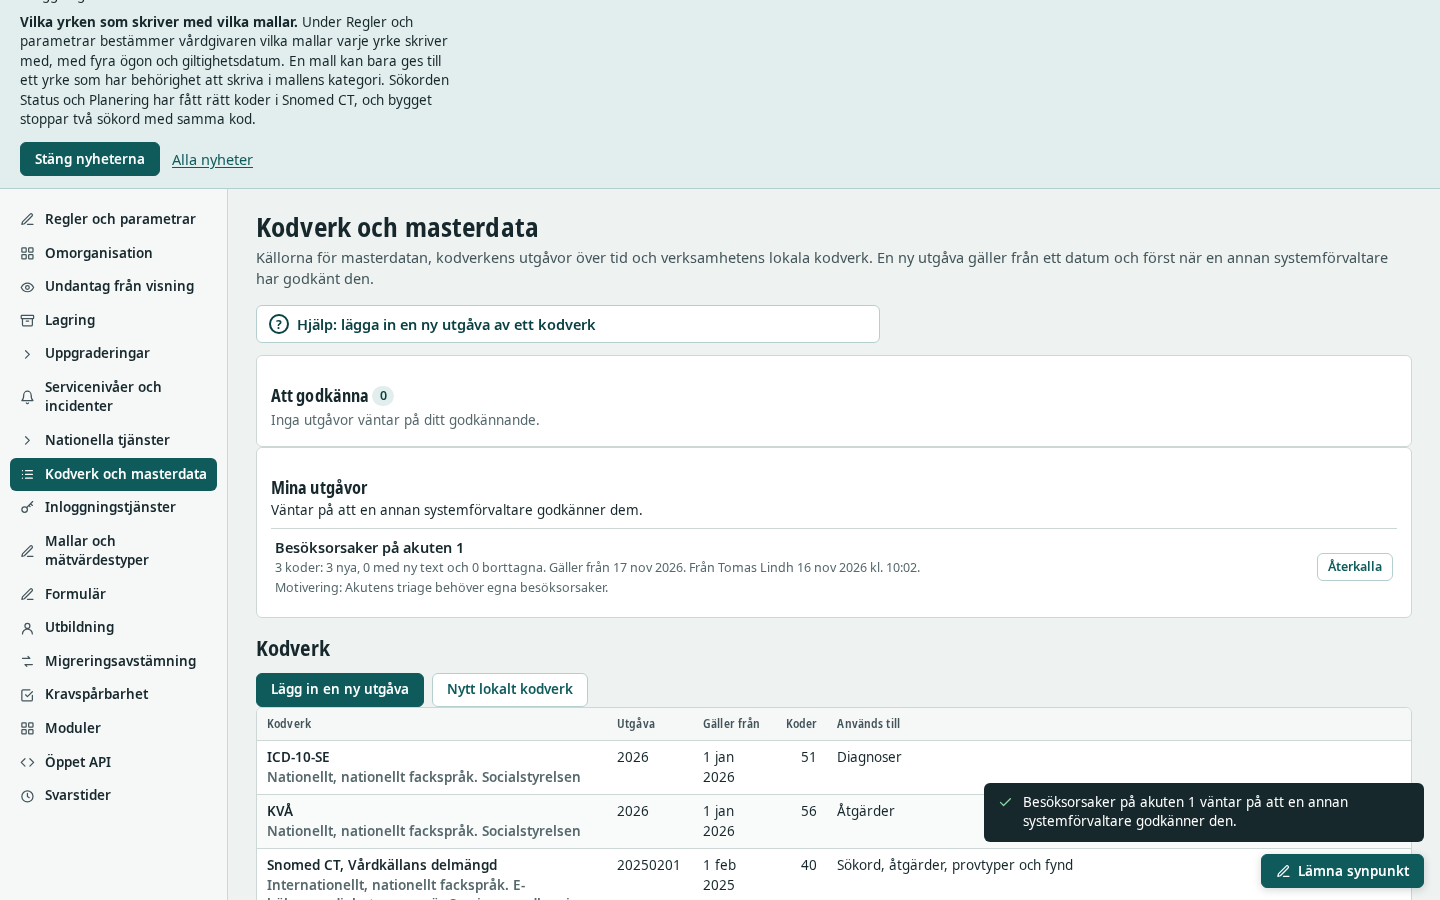 Vilka yrken som skriver med vilka mallar. Under Regler och
parametrar bestämmer vårdgivaren vilka mallar varje yrke skriver
med, med fyra ögon och giltighetsdatum. En mall kan bara ges till
ett yrke som har behörighet att skriva i mallens kategori. Sökorden
Status och Planering har fått rätt koder i Snomed CT, och bygget
stoppar två sökord med samma kod.
Stäng nyheterna
Alla nyheter
Regler och parametrar
Omorganisation
Undantag från visning
Lagring
Uppgraderingar
Servicenivåer och
incidenter
Nationella tjänster
Kodverk och masterdata
Inloggningstjänster
Mallar och
mätvärdestyper
Formulär
Utbildning
Migreringsavstämning
Kravspårbarhet
Moduler
Öppet API
Svarstider
Kodverk och masterdata
Källorna för masterdatan, kodverkens utgåvor över tid och verksamhetens lokala kodverk. En ny utgåva gäller från ett datum och först när en annan systemförvaltare
har godkänt den.
? Hjälp: lägga in en ny utgåva av ett kodverk
Att godkänna 0
Inga utgåvor väntar på ditt godkännande.
Mina utgåvor
Väntar på att en annan systemförvaltare godkänner dem.
Besöksorsaker på akuten 1
3 koder: 3 nya, 0 med ny text och 0 borttagna. Gäller från 17 nov 2026. Från Tomas Lindh 16 nov 2026 kl. 10:02.
Motivering: Akutens triage behöver egna besöksorsaker.
Återkalla
Kodverk
Lägg in en ny utgåva
Nytt lokalt kodverk
Kodverk Utgåva Gäller från Koder Används till
ICD-10-SE 2026 1 jan 51 Diagnoser
Nationellt, nationellt fackspråk. Socialstyrelsen 2026
KVÅ 2026 1 jan 56 Åtgärder
Nationellt, nationellt fackspråk. Socialstyrelsen 2026
Snomed CT, Vårdkällans delmängd 20250201 1 feb 40 Sökord, åtgärder, provtyper och fynd
Internationellt, nationellt fackspråk. E- 2025
Besöksorsaker på akuten 1 väntar på att en annan
systemförvaltare godkänner den.
Lämna synpunkt